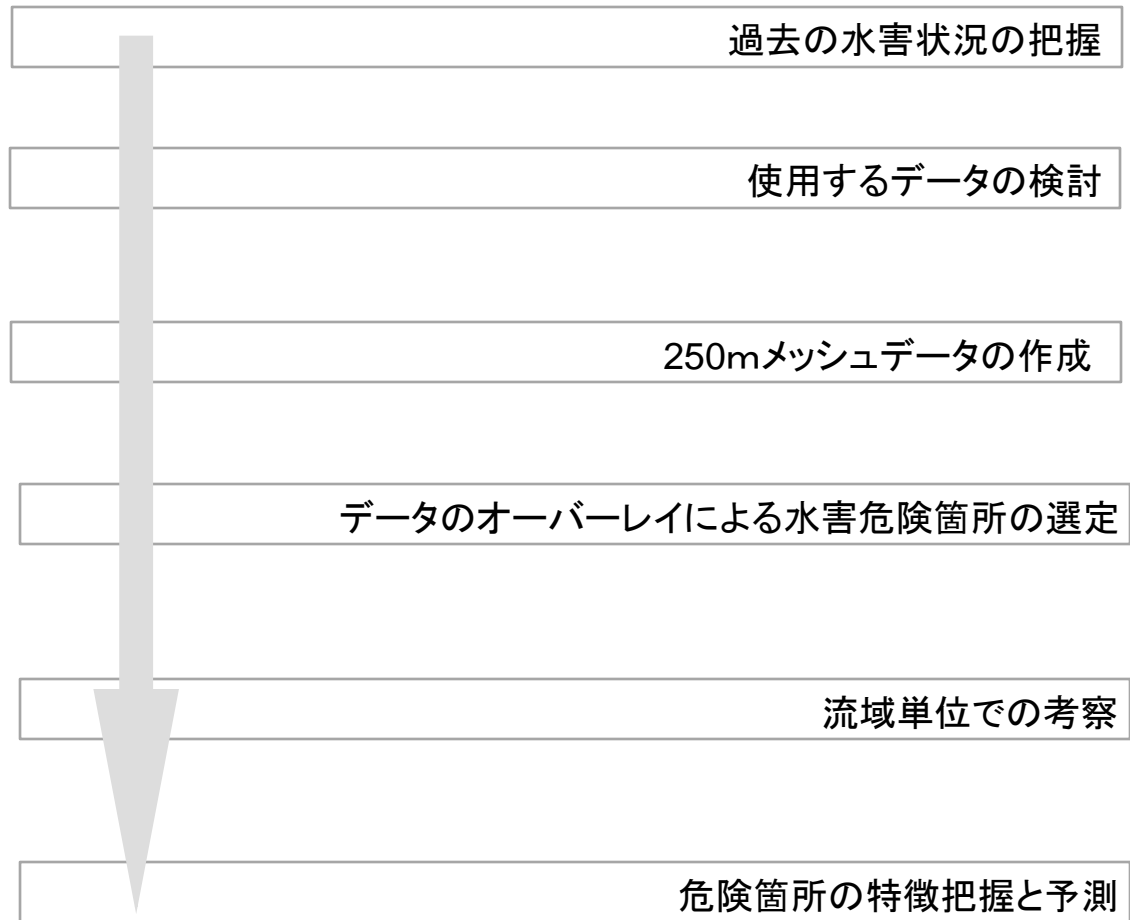 過去の水害状況の把握
使用するデータの検討
250mメッシュデータの作成
データのオーバーレイによる水害危険箇所の選定
流域単位での考察
危険箇所の特徴把握と予測